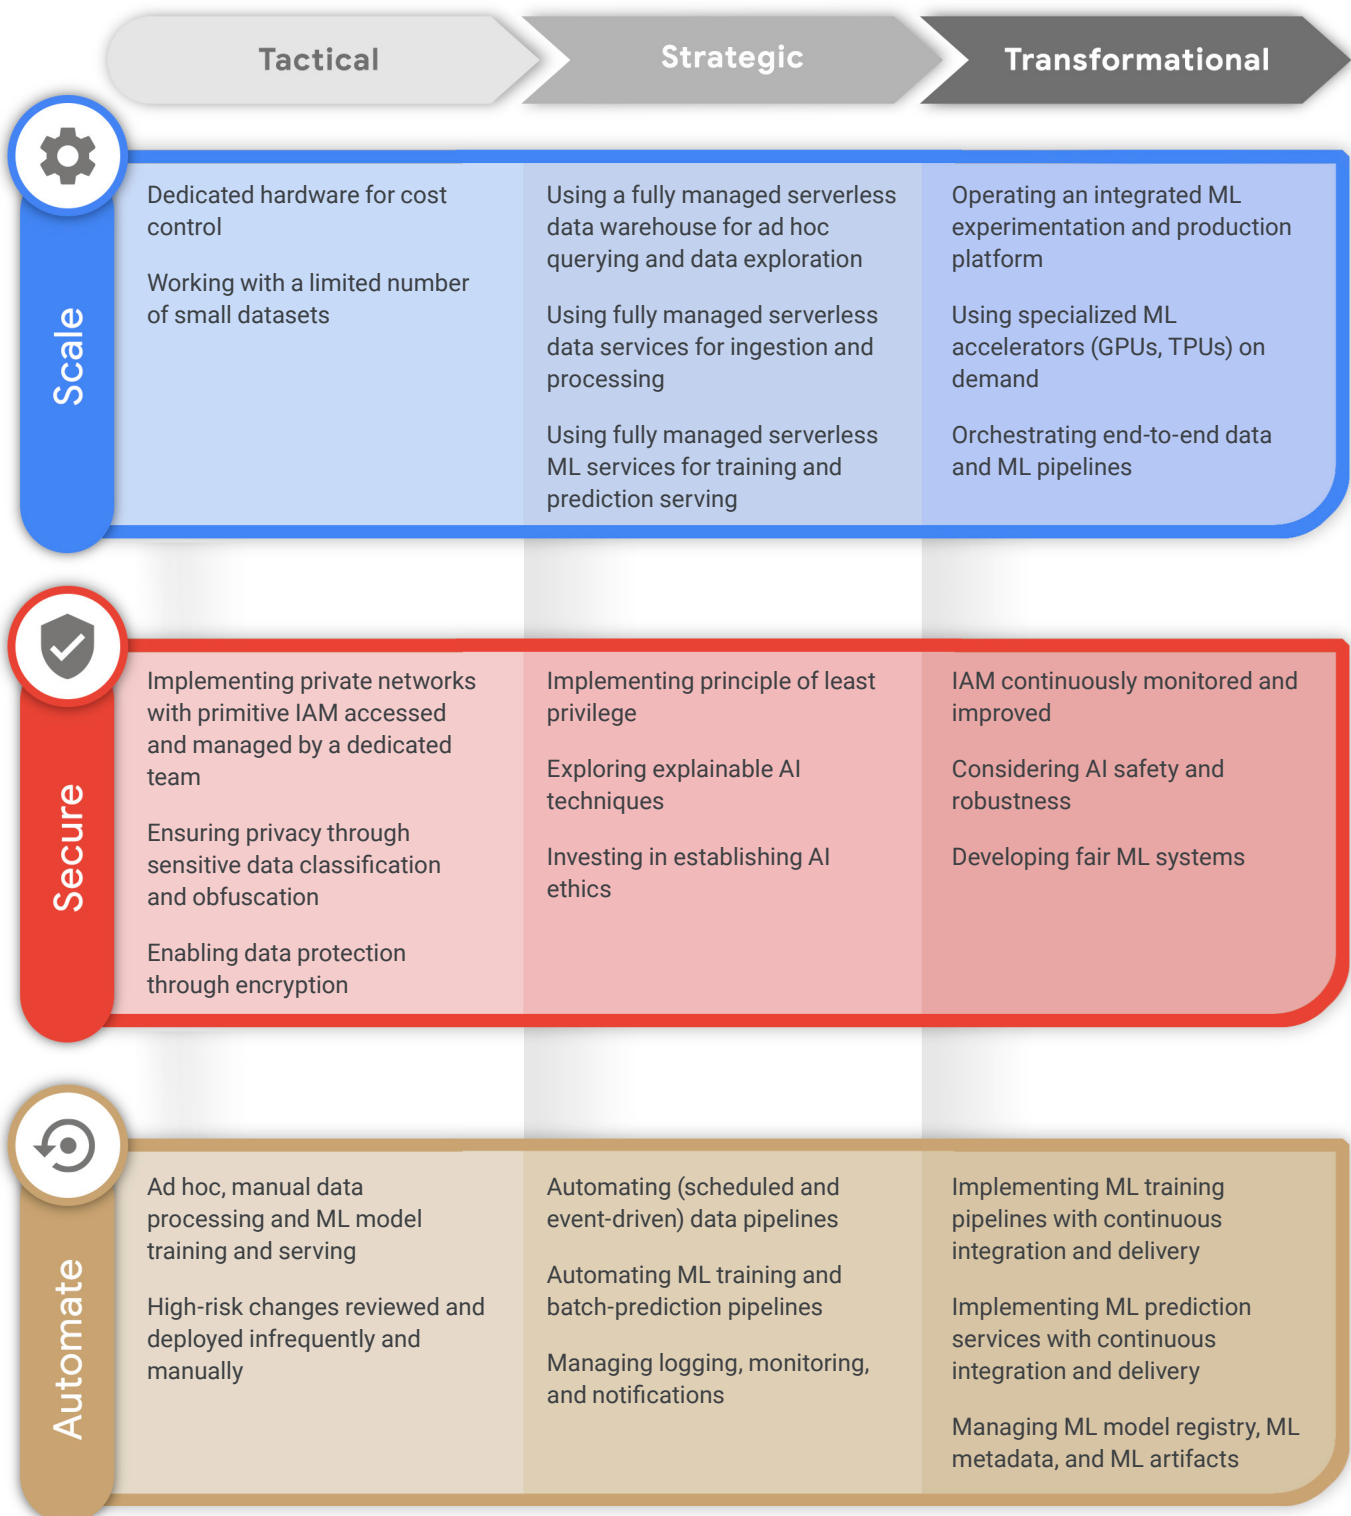 Tactical
Strategic
Transformational
Scale
Dedicated hardware for cost
control
Working with a limited number
of small datasets
Using a fully managed serverless
data warehouse for ad hoc
querying and data exploration
Using fully managed serverless
data services for ingestion and
processing
Using fully managed serverless
ML services for training and
prediction serving
Operating an integrated ML
experimentation and production
platform
Using specialized ML
accelerators (GPUs, TPUs) on
demand
Orchestrating end-to-end data
and ML pipelines
Secure
Implementing private networks
with primitive IAM accessed
and managed by a dedicated
team
Ensuring privacy through
sensitive data classification
and obfuscation
Enabling data protection
through encryption
Implementing principle of least
privilege
Exploring explainable AI
techniques
Investing in establishing AI
ethics
IAM continuously monitored and
improved
Considering AI safety and
robustness
Developing fair ML systems
Automate
Ad hoc, manual data
processing and ML model
training and serving
High-risk changes reviewed and
deployed infrequently and
manually
Automating (scheduled and
event-driven) data pipelines
Automating ML training and
batch-prediction pipelines
Managing logging, monitoring,
and notifications
Implementing ML training
pipelines with continuous
integration and delivery
Implementing ML prediction
services with continuous
integration and delivery
Managing ML model registry, ML
metadata, and ML artifacts